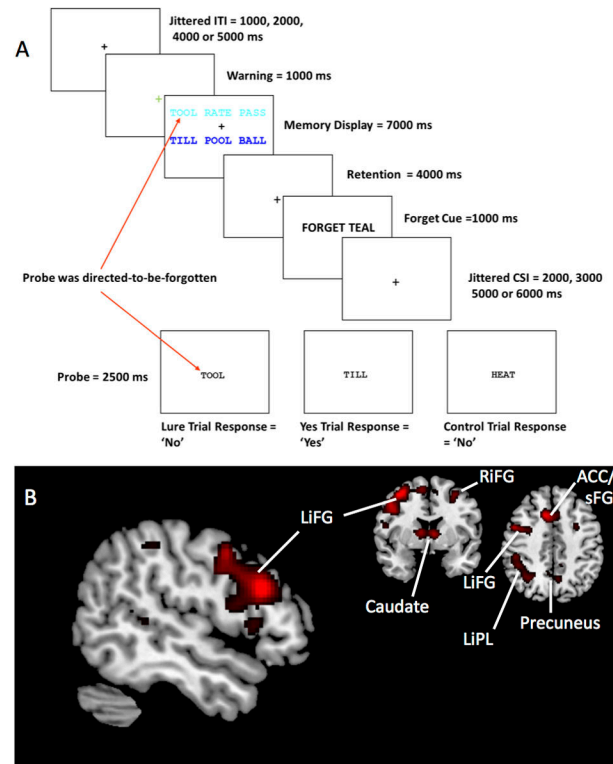 A
Jittered ITI = 1000, 2000,
4000 or 5000 ms
Warning = 1000 ms
TOOL RATE PASS
TILL POOL BALL
Memory Display = 7000 ms
Retention = 4000 ms
FORGET TEAL
Forget Cue =1000 ms
Jittered CSI = 2000, 3000
5000 or 6000 ms
Probe was directed-to-be-forgotten
Probe = 2500 ms
TOOL
TILL
HEAT
Lure Trial Response =
‘No’
Yes Trial Response =
‘Yes’
Control Trial Response
= ‘No’
B
LiFG
RiFG
ACC/
sFG
Caudate
LiFG
LiPL
Precuneus